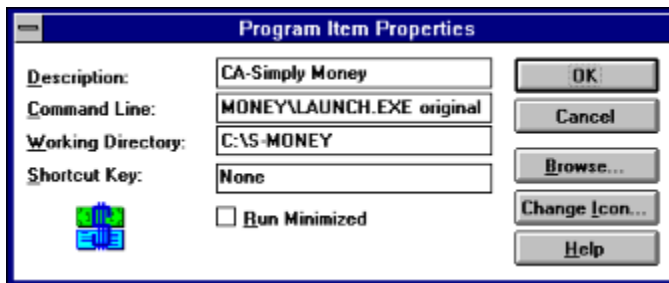 Program Item Properties
Description: CA-Simply Money
Command Line: MONEY\LAUNCH.EXE original
Working Directory: C:\S-MONEY
Shortcut Key: None
Run Minimized
OK
Cancel
Browse...
Change Icon...
Help